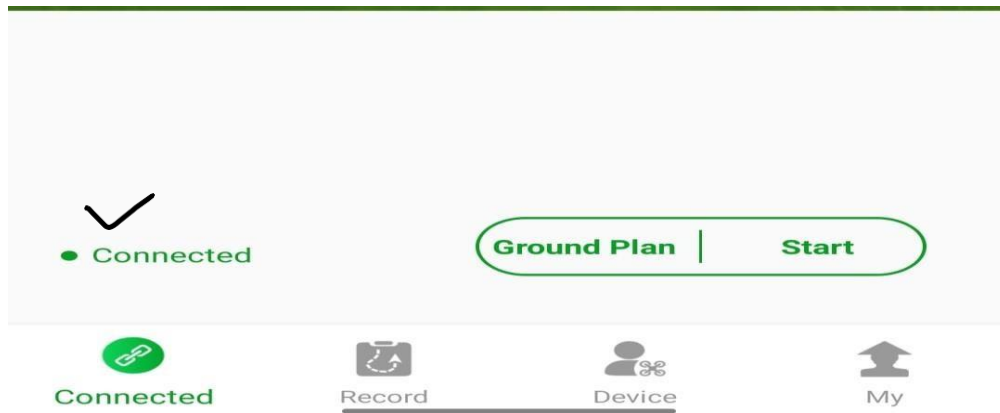 Connected
Ground Plan | Start
Connected
Record
Device
My